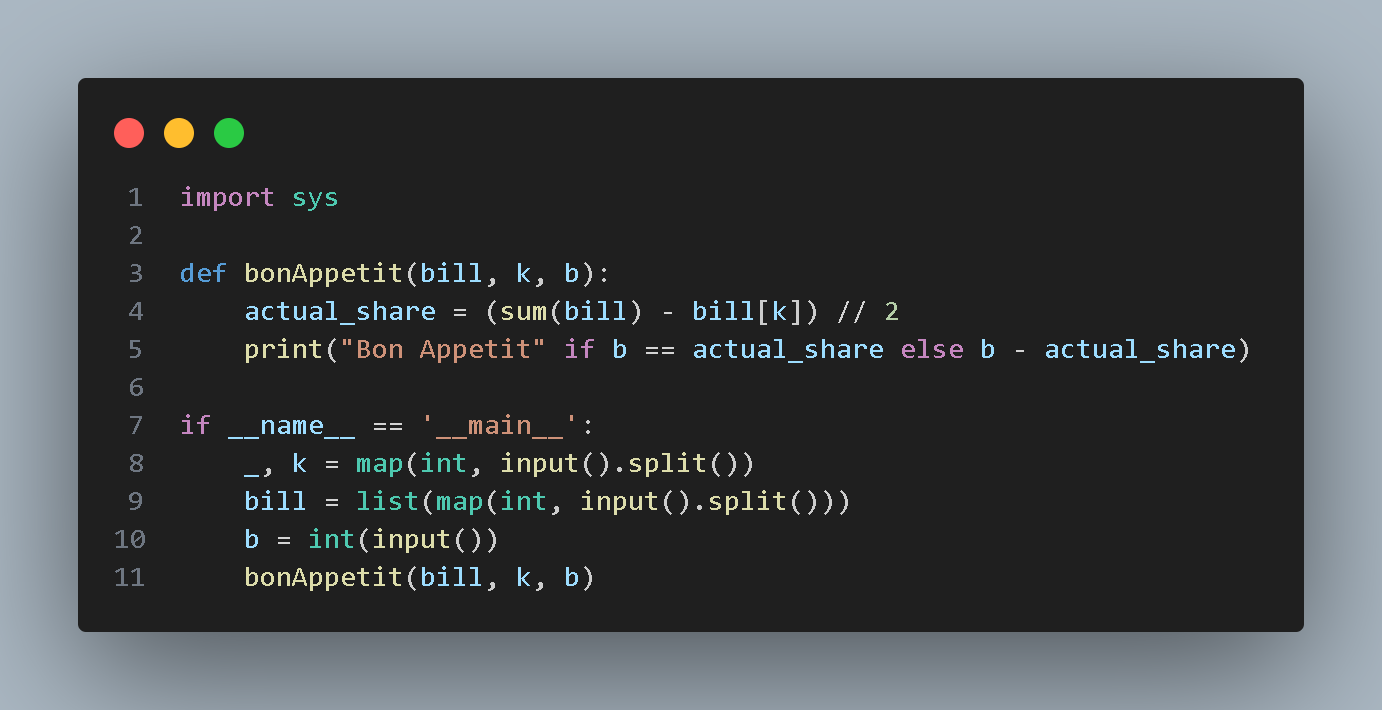 1 import sys
2
3 def bonAppetit(bill, k, b):
4     actual_share = (sum(bill) - bill[k]) // 2
5     print("Bon Appetit" if b == actual_share else b - actual_share)
6
7 if __name__ == '__main__':
8     _, k = map(int, input().split())
9     bill = list(map(int, input().split()))
10     b = int(input())
11     bonAppetit(bill, k, b)